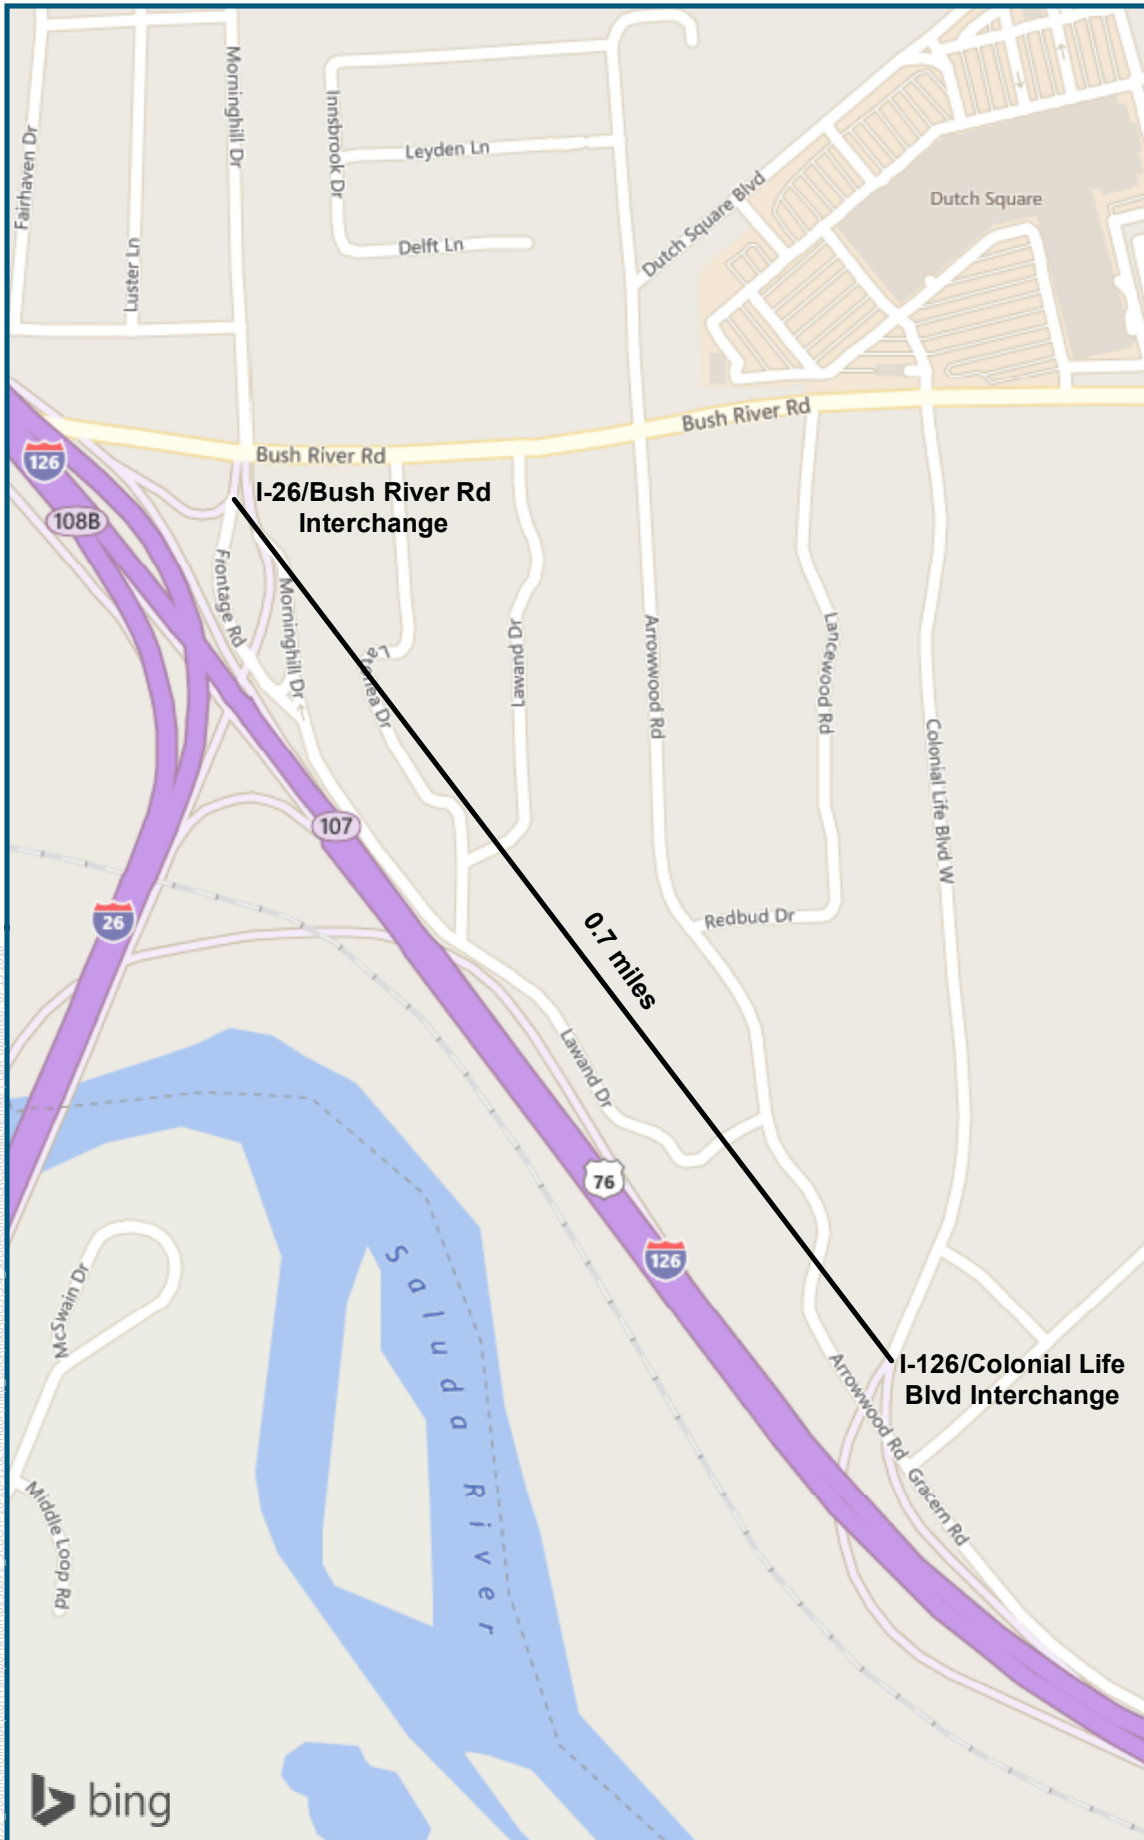 Fairhaven Dr
Luster Ln
Morninghill Dr
Innsbrook Dr
Leyden Ln
Delft Ln
Dutch Square Blvd
Dutch Square
Bush River Rd
Bush River Rd
126
108B
I-26/Bush River Rd
Interchange
Frontage Rd
Morninghill Dr
Lawand Dr
Arrowwood Rd
Lancewood Rd
Colonial Life Blvd W
107
26
Redbud Dr
0.7 miles
Lawand Dr
76
126
McSwain Dr
Saluda River
I-126/Colonial Life
Blvd Interchange
Arrowwood Rd
Gracern Rd
Middle Loop Rd
bing